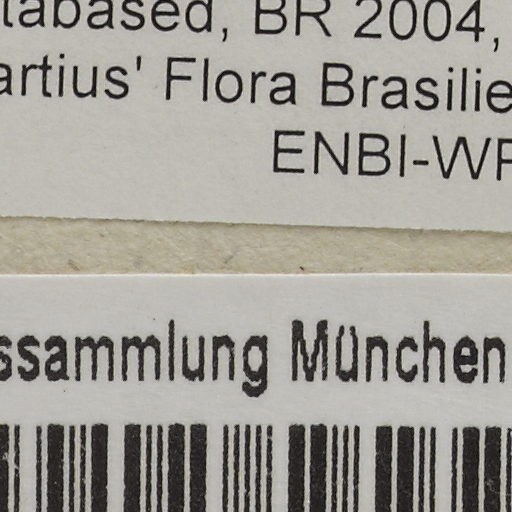 tabased, BR 2004,
artius' Flora Brasilie
ENBI-WP
ssammlung München